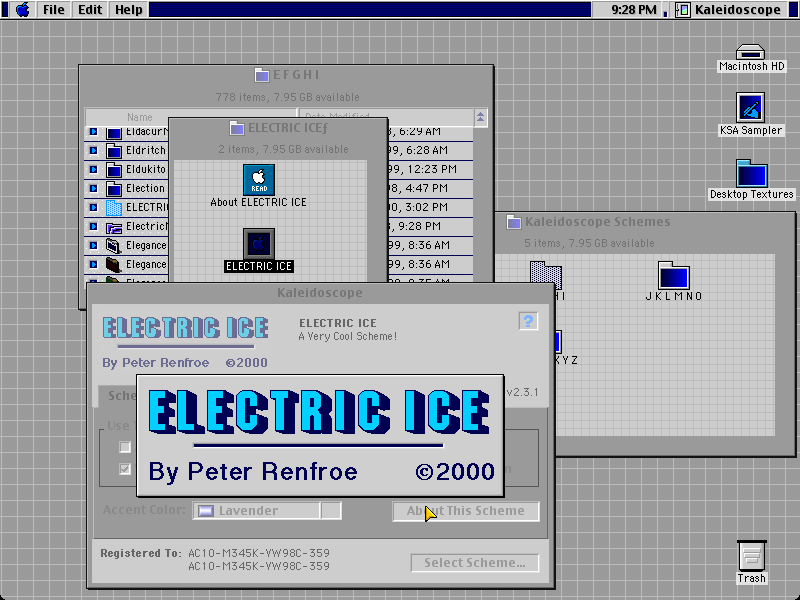 File Edit Help 9:28 PM Kaleidoscope
Macintosh HD
KSA Sampler
Desktop Textures
Trash
E F G H I
778 items, 7.95 GB available
Name Date Modified
6:29 AM
Eldritch 99, 6:28 AM
Eldukito 99, 12:23 PM
Election 98, 4:47 PM
ELECTRI 00, 3:02 PM
Electric 9:28 PM
Elegance 99, 8:36 AM
Elegance 99, 8:36 AM
ELECTRIC ICEƒ
2 items, 7.95 GB available
READ
About ELECTRIC ICE
ELECTRIC ICE
Kaleidoscope Schemes
5 items, 7.95 GB available
H I
J K L M N O
X Y Z
Kaleidoscope
ELECTRIC ICE
By Peter Renfroe ©2000
ELECTRIC ICE
A Very Cool Scheme!
?
v2.3.1
Sche
Use
ELECTRIC ICE
By Peter Renfroe ©2000
Accent Color: Lavender
About This Scheme
Registered To: AC10-M345K-YW98C-359
AC10-M345K-YW98C-359
Select Scheme...